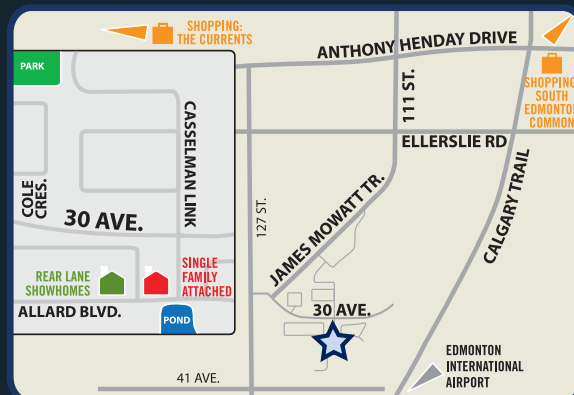 SHOPPING:
THE CURRENTS
ANTHONY HENDAY DRIVE
SHOPPING
SOUTH
EDMONTON
COMMON
PARK
111 ST.
ELLERSLIE RD
CASSELMAN LINK
COLE
CRES.
30 AVE.
127 ST.
JAMES MOWATT TR.
CALGARY TRAIL
REAR LANE
SHOWHOMES
SINGLE
FAMILY
ATTACHED
ALLARD BLVD.
POND
30 AVE.
41 AVE.
EDMONTON
INTERNATIONAL
AIRPORT